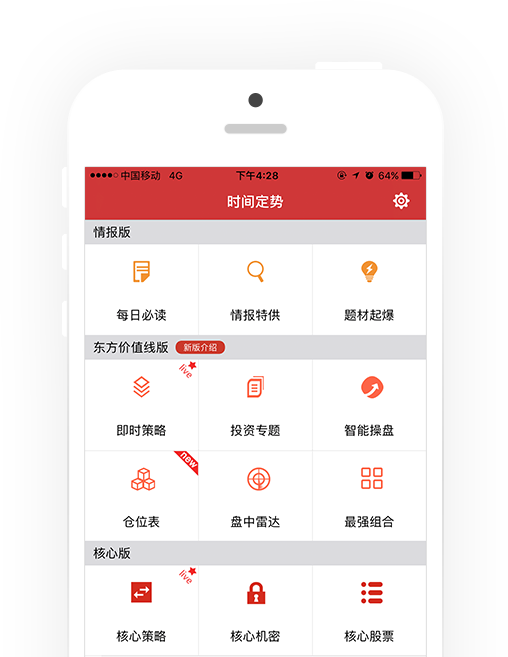 中国移动 4G 下午4:28 64%
时间定势
情报版
每日必读 情报特供 题材起爆
东方价值线版 新版介绍
live
即时策略 投资专题 智能操盘
new
仓位表 盘中雷达 最强组合
核心版
live
核心策略 核心机密 核心股票